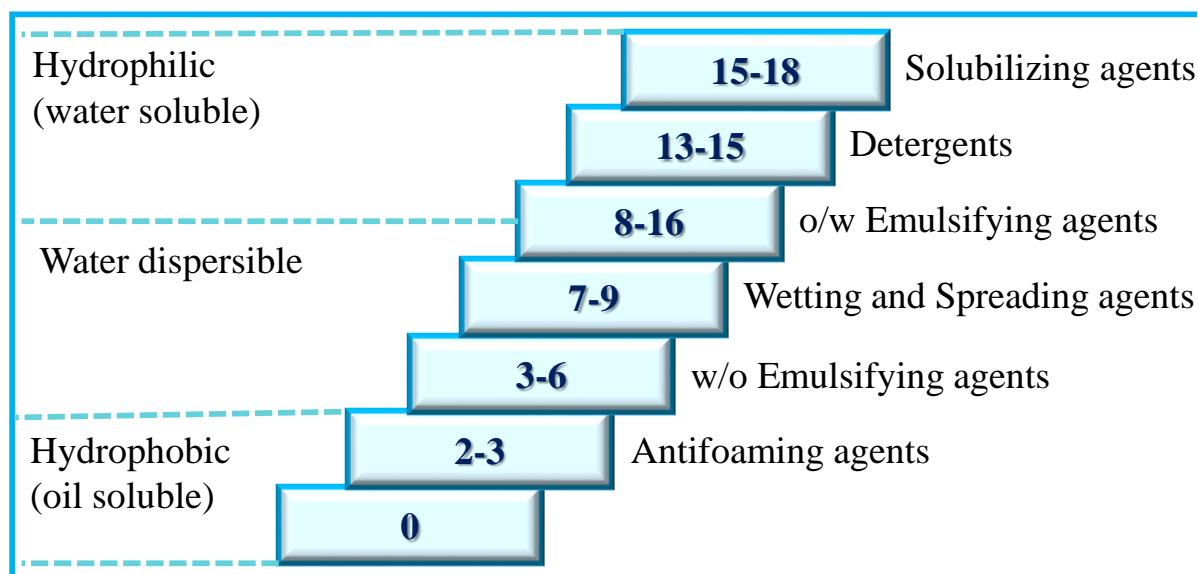 Hydrophilic
(water soluble)
15-18
Solubilizing agents
13-15
Detergents
8-16
o/w Emulsifying agents
Water dispersible
7-9
Wetting and Spreading agents
3-6
w/o Emulsifying agents
Hydrophobic
(oil soluble)
2-3
Antifoaming agents
0